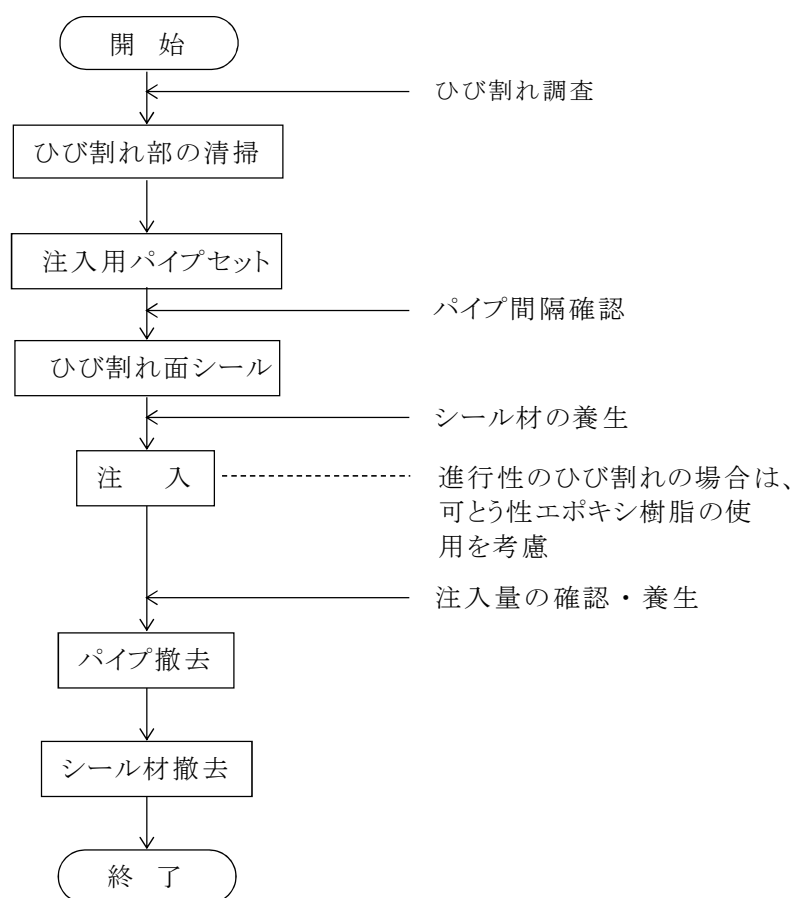 開 始
ひび割れ調査
ひび割れ部の清掃
注入用パイプセット
パイプ間隔確認
ひび割れ面シール
シール材の養生
注 入
進行性のひび割れの場合は、
可とう性エポキシ樹脂の使
用を考慮
注入量の確認・養生
パイプ撤去
シール材撤去
終 了